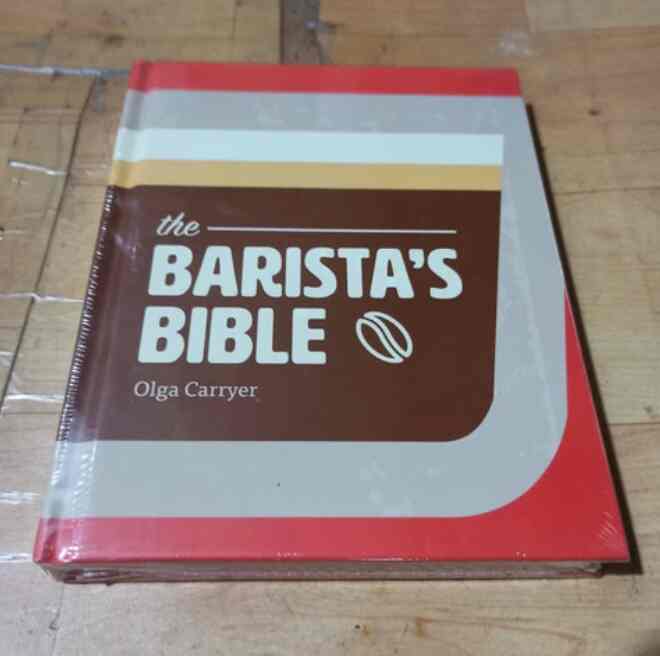 the
BARISTA'S
BIBLE
Olga Carryer